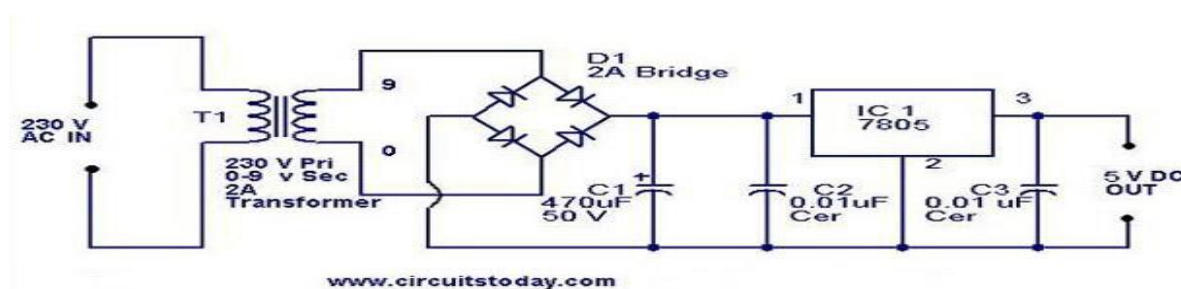 230 V
AC IN
T1
230 V Pri
0-9 v Sec
2A
Transformer
9
0
D1
2A Bridge
+
C1
470uF
50 V
C2
0.01uF
Cer
1
IC 1
7805
3
2
C3
0.01 uF
Cer
5 V DC
OUT
www.circuitstoday.com